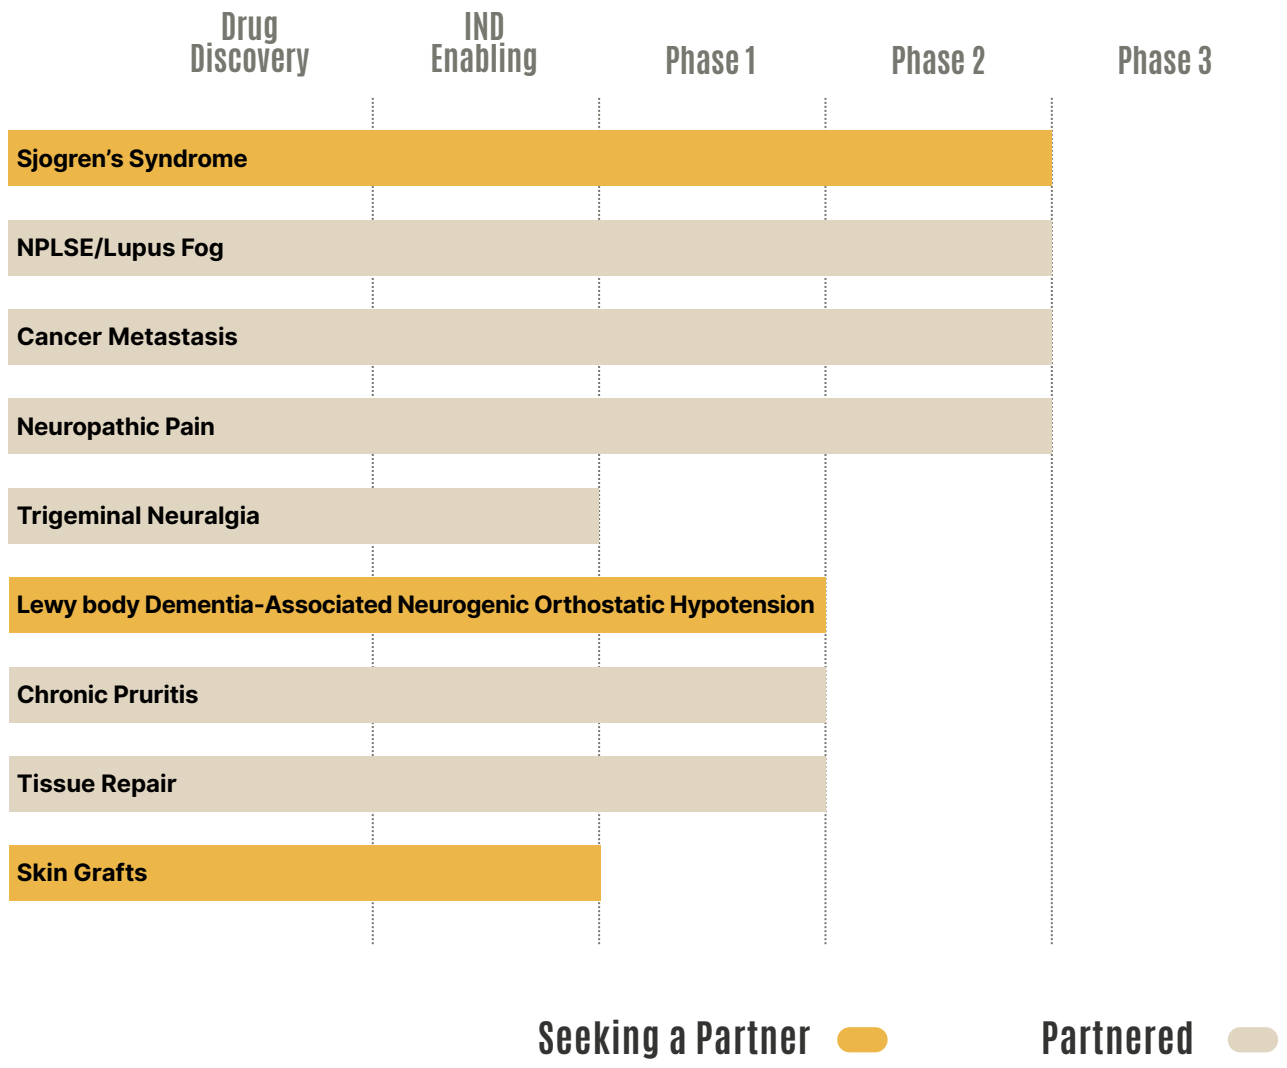 Drug
Discovery
IND
Enabling
Phase 1
Phase 2
Phase 3
Sjogren’s Syndrome
NPLSE/Lupus Fog
Cancer Metastasis
Neuropathic Pain
Trigeminal Neuralgia
Lewy body Dementia-Associated Neurogenic Orthostatic Hypotension
Chronic Pruritis
Tissue Repair
Skin Grafts
Seeking a Partner
Partnered